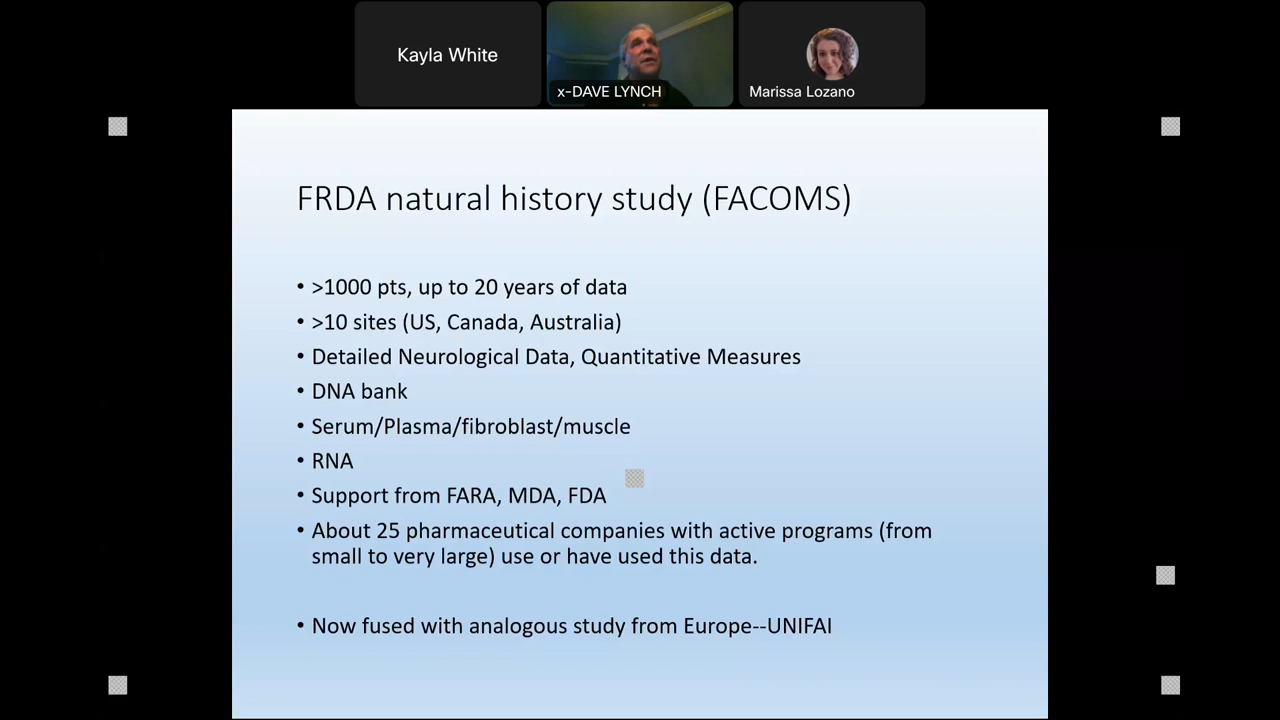 Kayla White
x-DAVE LYNCH
Marissa Lozano
FRDA natural history study (FACOMS)
• >1000 pts, up to 20 years of data
• >10 sites (US, Canada, Australia)
• Detailed Neurological Data, Quantitative Measures
• DNA bank
• Serum/Plasma/fibroblast/muscle
• RNA
• Support from FARA, MDA, FDA
• About 25 pharmaceutical companies with active programs (from
small to very large) use or have used this data.
• Now fused with analogous study from Europe--UNIFAI